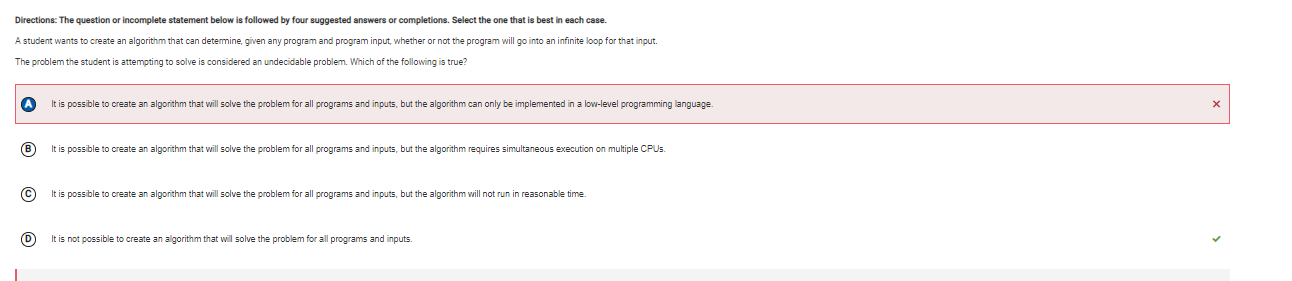 Directions: The question or incomplete statement below is followed by four suggested answers or completions. Select the one that is best in each case.
A student wants to create an algorithm that can determine, given any program and program input, whether or not the program will go into an infinite loop for that input.
The problem the student is attempting to solve is considered an undecidable problem. Which of the following is true?
A It is possible to create an algorithm that will solve the problem for all programs and inputs, but the algorithm can only be implemented in a low-level programming language.
B It is possible to create an algorithm that will solve the problem for all programs and inputs, but the algorithm requires simultaneous execution on multiple CPUs.
C It is possible to create an algorithm that will solve the problem for all programs and inputs, but the algorithm will not run in reasonable time.
D It is not possible to create an algorithm that will solve the problem for all programs and inputs.